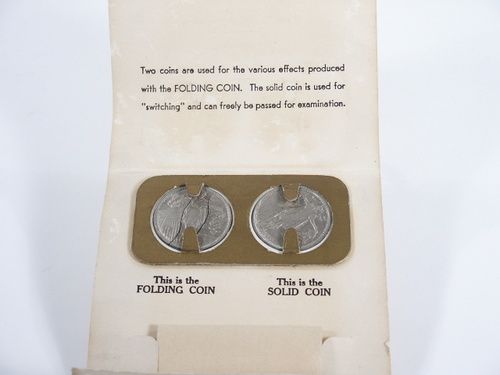 Two coins are used for the various effects produced
with the FOLDING COIN. The solid coin is used for
"switching" and can freely be passed for examination.
This is the
FOLDING COIN
This is the
SOLID COIN